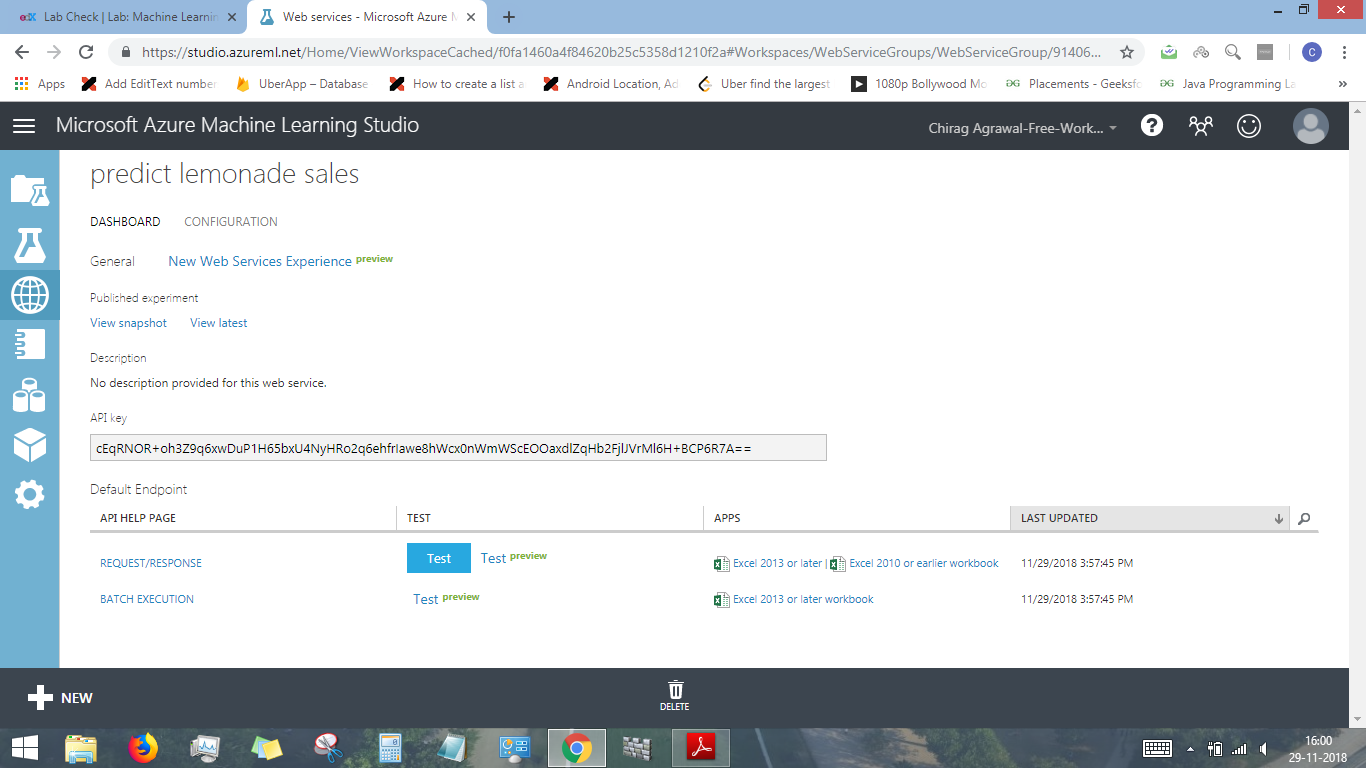 edX Lab Check | Lab: Machine Learnin
Web services - Microsoft Azure M
https://studio.azureml.net/Home/ViewWorkspaceCached/f0fa1460a4f84620b25c5358d1210f2a#Workspaces/WebServiceGroups/WebServiceGroup/91406...
C
Apps Add EditText number UberApp – Database How to create a list a Android Location, Ad Uber find the largest 1080p Bollywood Mo Placements - Geeksfo Java Programming La »
Microsoft Azure Machine Learning Studio
Chirag Agrawal-Free-Work...
predict lemonade sales
DASHBOARD CONFIGURATION
General New Web Services Experience preview
Published experiment
View snapshot View latest
Description
No description provided for this web service.
API key
cEqRNOR+oh3Z9q6xwDuP1H65bxU4NyHRo2q6ehfrIawe8hWcx0nWmWScEOOaxdlZqHb2FjlJVrMl6H+BCP6R7A==
Default Endpoint
API HELP PAGE TEST APPS LAST UPDATED
REQUEST/RESPONSE Test Test preview Excel 2013 or later | Excel 2010 or earlier workbook 11/29/2018 3:57:45 PM
BATCH EXECUTION Test preview Excel 2013 or later workbook 11/29/2018 3:57:45 PM
NEW
DELETE
16:00
29-11-2018